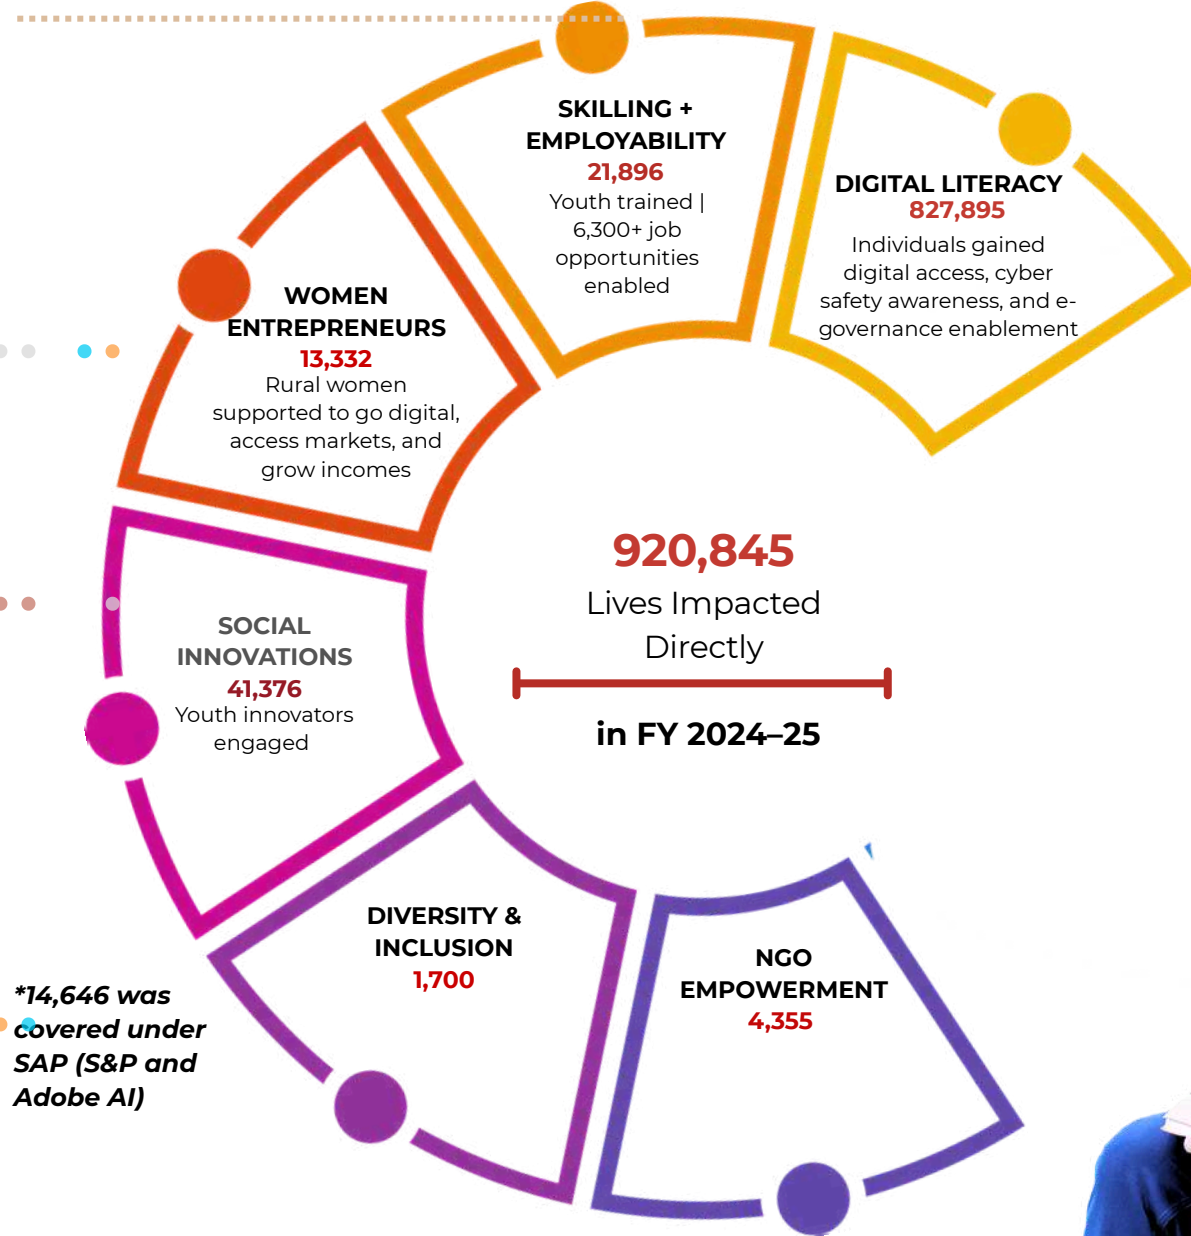 SKILLING +
EMPLOYABILITY
21,896
Youth trained |
6,300+ job
opportunities
enabled
DIGITAL LITERACY
827,895
Individuals gained
digital access, cyber
safety awareness, and e-
governance enablement
WOMEN
ENTREPRENEURS
13,332
Rural women
supported to go digital,
access markets, and
grow incomes
920,845
Lives Impacted
Directly
in FY 2024–25
SOCIAL
INNOVATIONS
41,376
Youth innovators
engaged
DIVERSITY &
INCLUSION
1,700
NGO
EMPOWERMENT
4,355
*14,646 was
covered under
SAP (S&P and
Adobe AI)